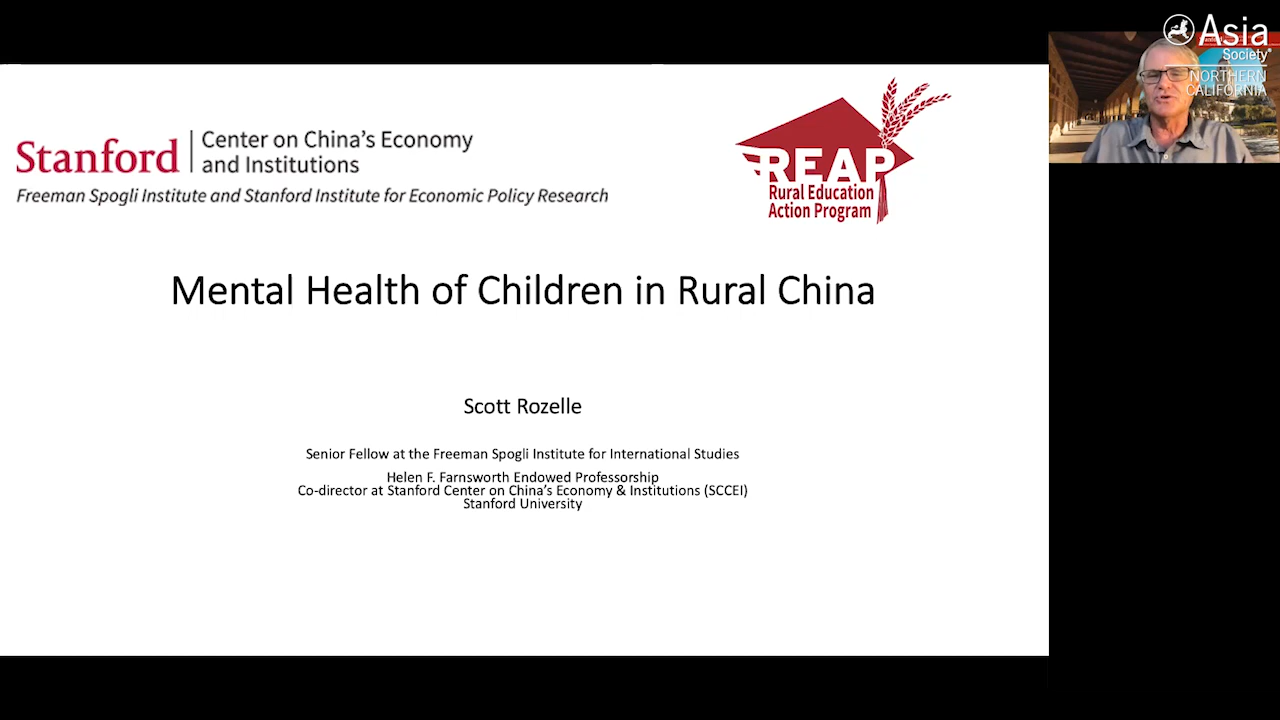 Stanford
Center on China's Economy
and Institutions
Freeman Spogli Institute and Stanford Institute for Economic Policy Research
REAP
Rural Education
Action Program
Asia
Society
NORTHERN
CALIFORNIA
Mental Health of Children in Rural China
Scott Rozelle
Senior Fellow at the Freeman Spogli Institute for International Studies
Helen F. Farnsworth Endowed Professorship
Co-director at Stanford Center on China's Economy & Institutions (SCCEI)
Stanford University